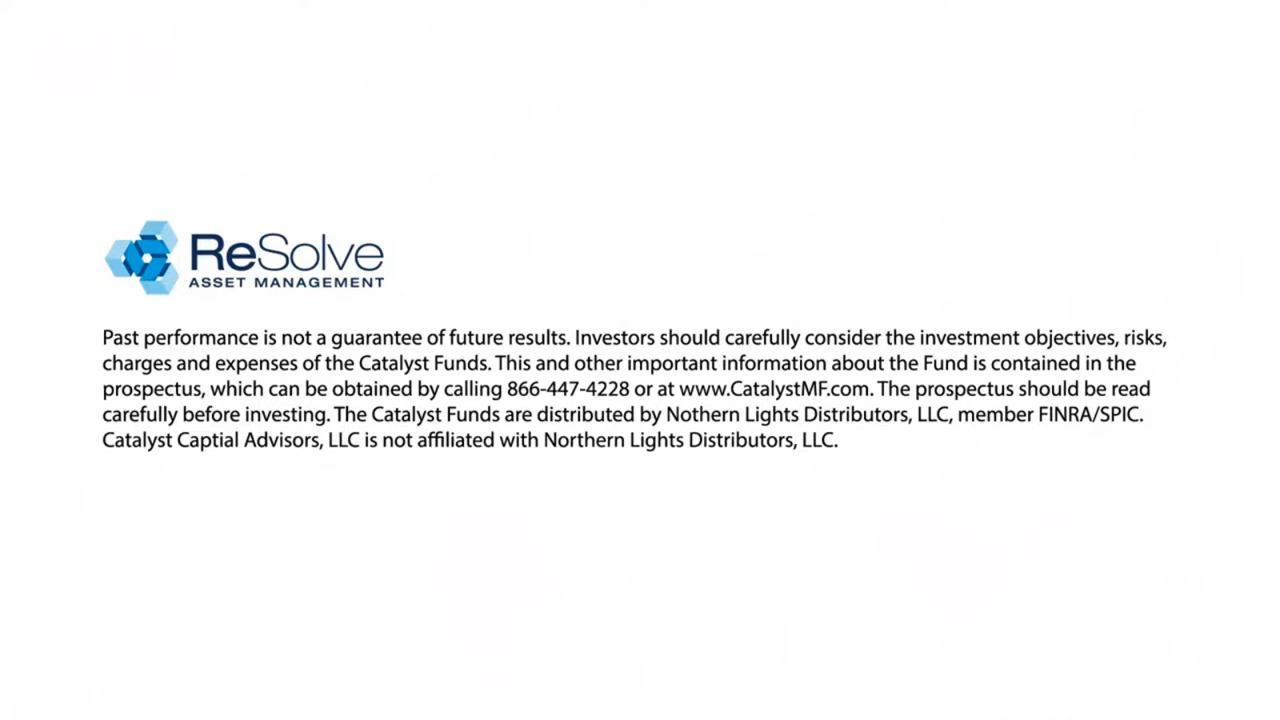 ReSolve
ASSET MANAGEMENT
Past performance is not a guarantee of future results. Investors should carefully consider the investment objectives, risks,
charges and expenses of the Catalyst Funds. This and other important information about the Fund is contained in the
prospectus, which can be obtained by calling 866-447-4228 or at www.CatalystMF.com. The prospectus should be read
carefully before investing. The Catalyst Funds are distributed by Nothern Lights Distributors, LLC, member FINRA/SPIC.
Catalyst Captial Advisors, LLC is not affiliated with Northern Lights Distributors, LLC.